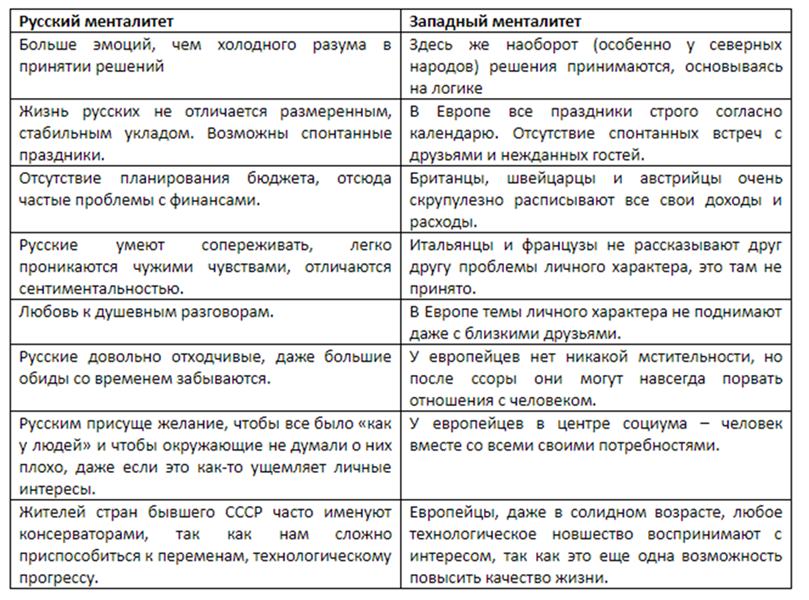 Русский менталитет
Западный менталитет
Больше эмоций, чем холодного разума в
принятии решений
Здесь же наоборот (особенно у северных
народов) решения принимаются, основываясь
на логике
Жизнь русских не отличается размеренным,
стабильным укладом. Возможны спонтанные
праздники.
В Европе все праздники строго согласно
календарю. Отсутствие спонтанных встреч с
друзьями и нежданных гостей.
Отсутствие планирования бюджета, отсюда
частые проблемы с финансами.
Британцы, швейцарцы и австрийцы очень
скрупулезно расписывают все свои доходы и
расходы.
Русские умеют сопереживать, легко
проникаются чужими чувствами, отличаются
сентиментальностью.
Итальянцы и французы не рассказывают друг
другу проблемы личного характера, это там не
принято.
Любовь к душевным разговорам.
В Европе темы личного характера не поднимают
даже с близкими друзьями.
Русские довольно отходчивые, даже большие
обиды со временем забываются.
У европейцев нет никакой мстительности, но
после ссоры они могут навсегда порвать
отношения с человеком.
Русским присуще желание, чтобы все было «как
у людей» и чтобы окружающие не думали о них
плохо, даже если это как-то ущемляет личные
интересы.
У европейцев в центре социума – человек
вместе со всеми своими потребностями.
Жителей стран бывшего СССР часто именуют
консерваторами, так как нам сложно
приспособиться к переменам, технологическому
прогрессу.
Европейцы, даже в солидном возрасте, любое
технологическое новшество воспринимают с
интересом, так как это еще одна возможность
повысить качество жизни.